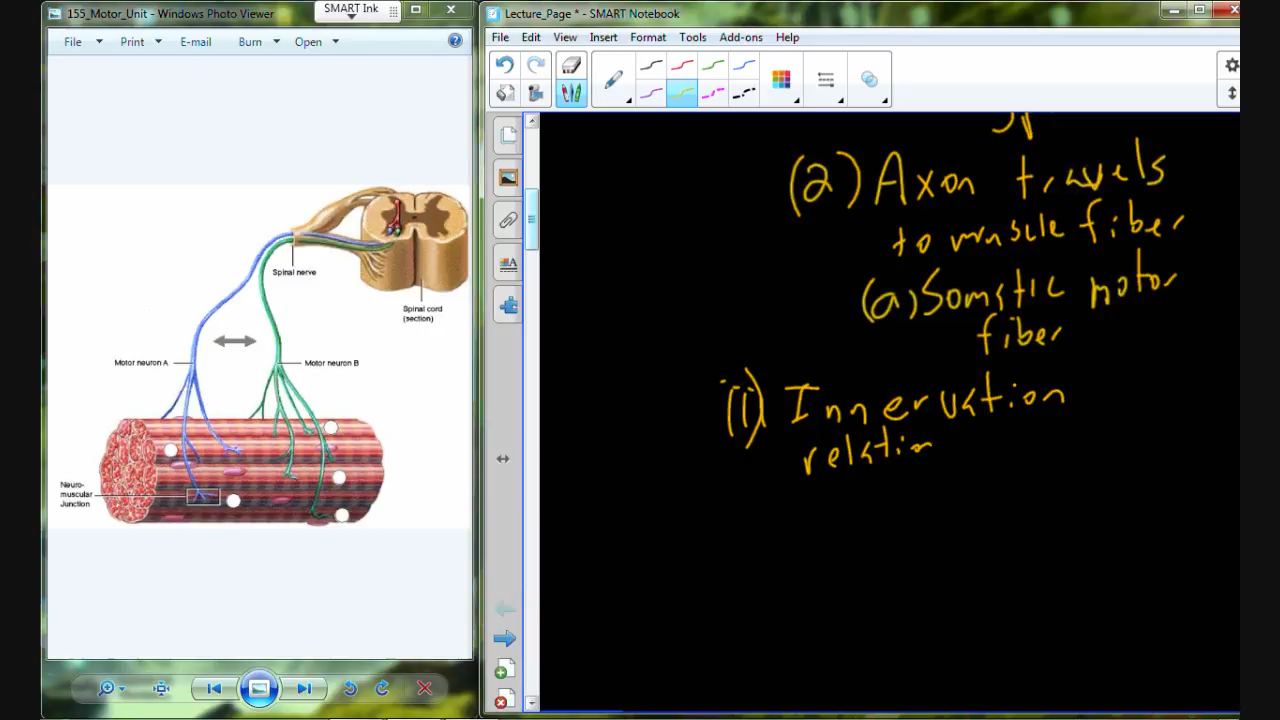 155_Motor_Unit - Windows Photo Viewer
SMART Ink
File Print E-mail Burn Open
Spinal nerve
Spinal cord
(section)
Motor neuron A
Motor neuron B
Neuro-
muscular
Junction
Lecture_Page * - SMART Notebook
File Edit View Insert Format Tools Add-ons Help
(2) Axon travels
to muscle fiber
(a) Somatic motor
fiber
(ii) Innervation
relation